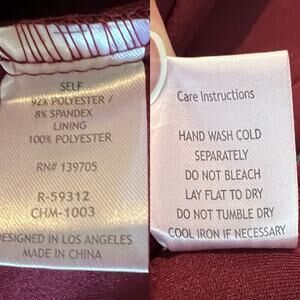 SELF
92% POLYESTER /
8% SPANDEX
LINING
100% POLYESTER
RN# 139705
R-59312
CHM-1003
DESIGNED IN LOS ANGELES
MADE IN CHINA
Care Instructions
HAND WASH COLD
SEPARATELY
DO NOT BLEACH
LAY FLAT TO DRY
DO NOT TUMBLE DRY
COOL IRON IF NECESSARY